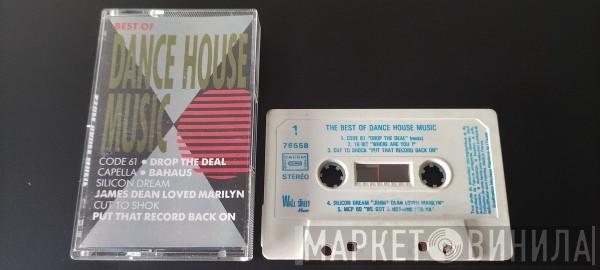 BEST OF
DANCE HOUSE
MUSIC
CODE 61 • DROP THE DEAL
CAPELLA • BAHAUS
SILICON DREAM
JAMES DEAN LOVED MARILYN
CUT TO SHOK
PUT THAT RECORD BACK ON
THE BEST OF DANCE HOUSE MUSIC
1
76558
STÉRÉO
1. CODE 61 "DROP THE DEAL" (remix)
2. 16 BIT "WHERE ARE YOU ?"
3. CUT TO SHOCK "PUT THAT RECORD BACK ON"
4. SILICON DREAM "JIMMY DEAN LOVED MARILYN"
МАРКЕТ ВИНИЛА